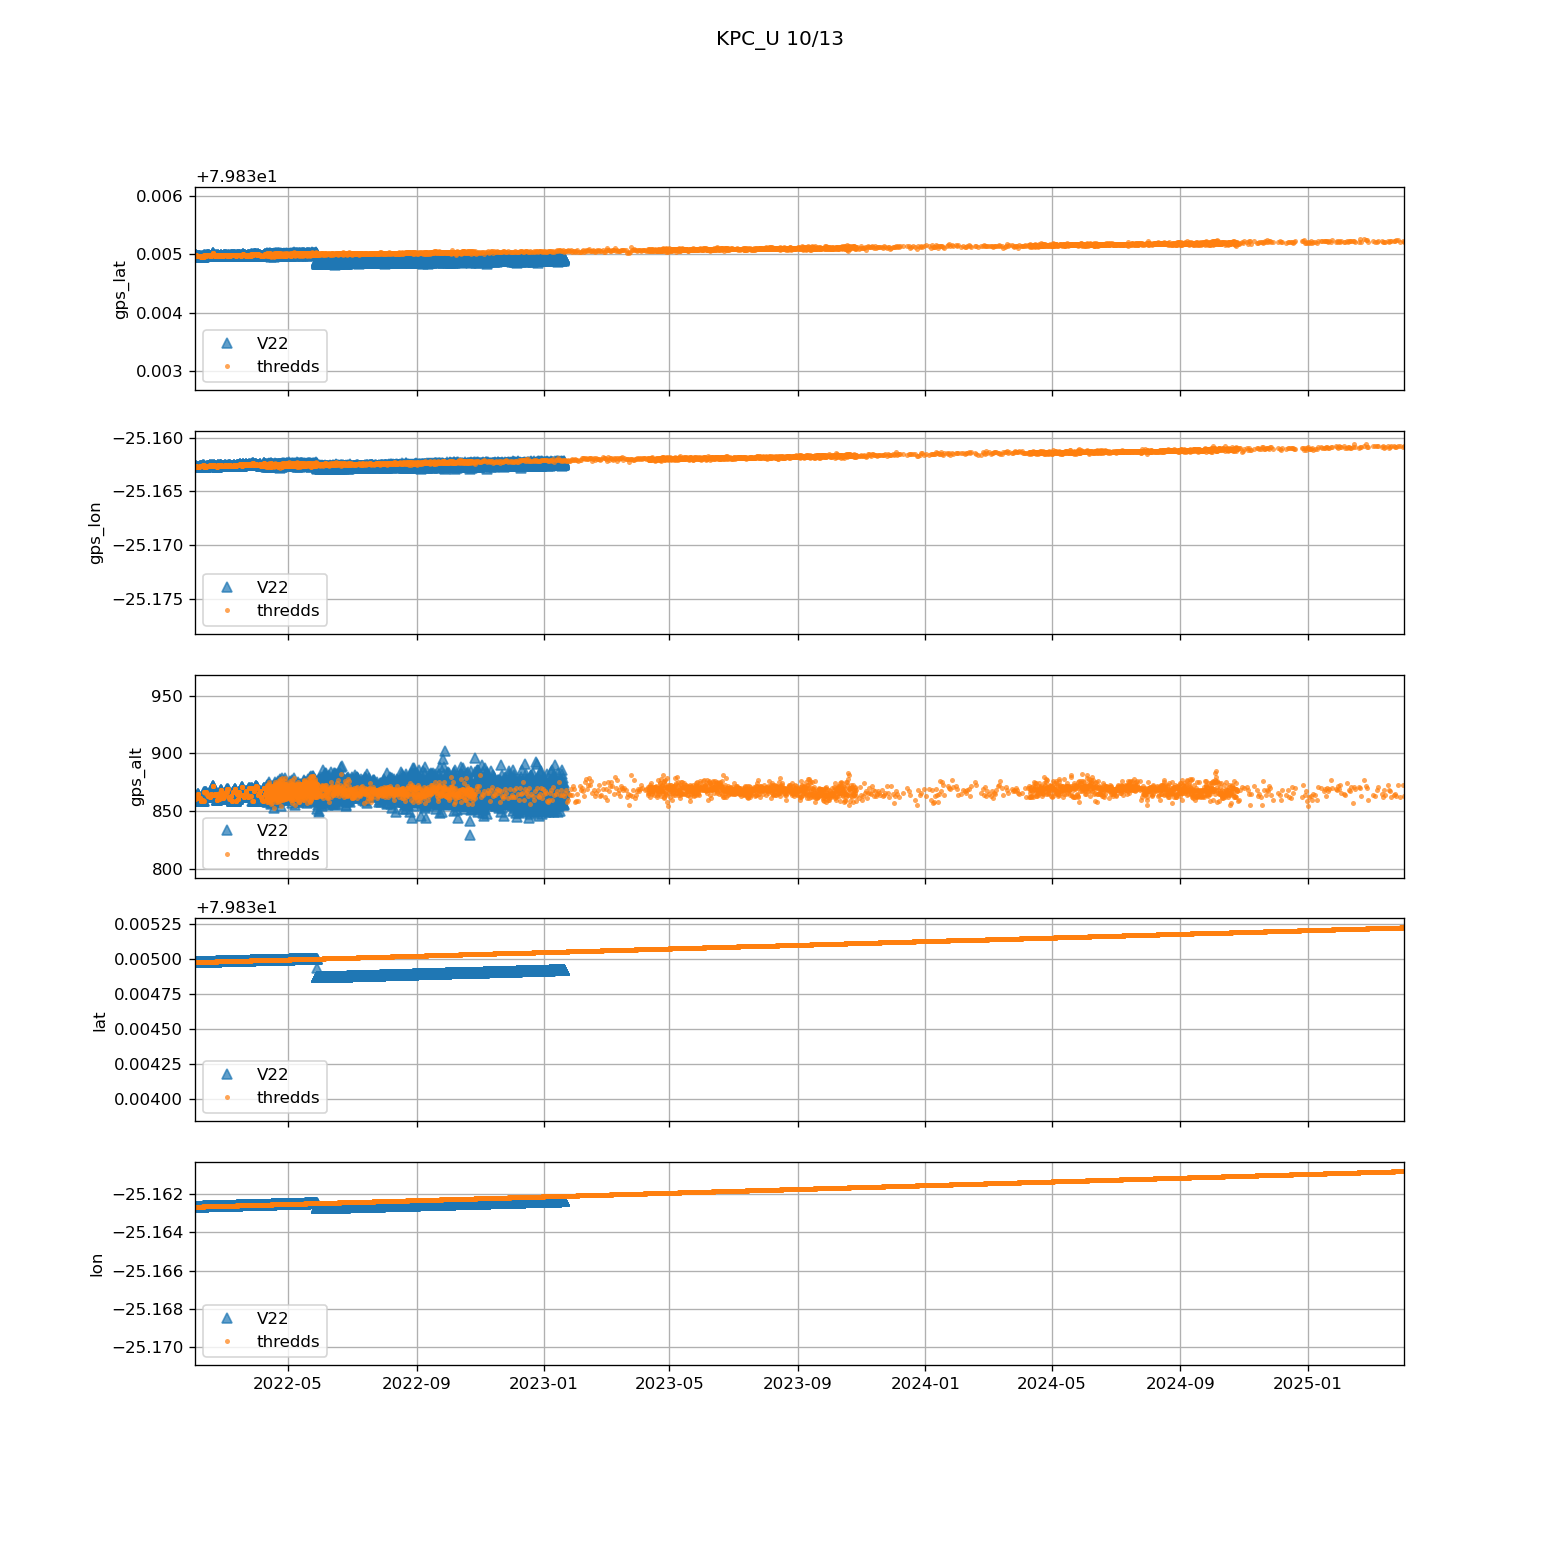 KPC_U 10/13
+7.983e1
0.006
0.005
0.004
0.003
gps_lat
V22
thredds
−25.160
−25.165
−25.170
−25.175
gps_lon
V22
thredds
950
900
850
800
gps_alt
V22
thredds
+7.983e1
0.00525
0.00500
0.00475
0.00450
0.00425
0.00400
lat
V22
thredds
−25.162
−25.164
−25.166
−25.168
−25.170
lon
V22
thredds
2022-05 2022-09 2023-01 2023-05 2023-09 2024-01 2024-05 2024-09 2025-01